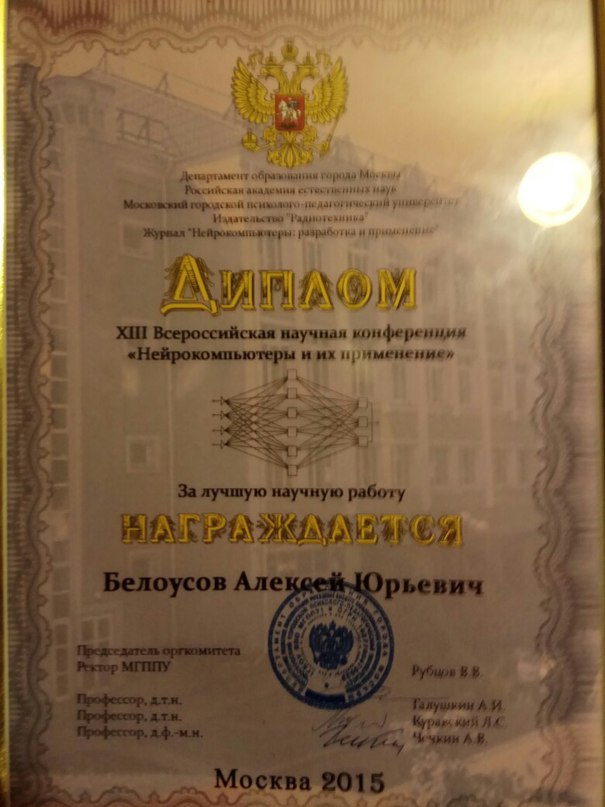 Департамент образования города Москвы
Российская академия естественных наук
Московский городской психолого-педагогический университет
Издательство "Радиотехника"
Журнал "Нейрокомпьютеры: разработка и применение"
ДИПЛОМ
XIII Всероссийская научная конференция
«Нейрокомпьютеры и их применение»
За лучшую научную работу
НАГРАЖДАЕТСЯ
Белоусов Алексей Юрьевич
Председатель оргкомитета
Ректор МГППУ
Рубцов В.В.
Профессор, д.т.н. Галушкин А.И.
Профессор, д.т.н. Куравский Л.С.
Профессор, д.ф.-м.н. Чечкин А.В.
Москва 2015